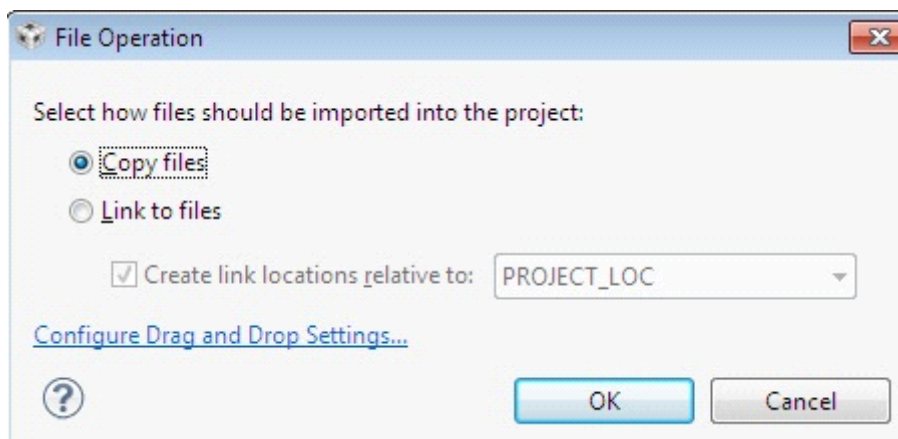 File Operation
Select how files should be imported into the project:
Copy files
Link to files
Create link locations relative to: PROJECT_LOC
Configure Drag and Drop Settings...
? OK Cancel